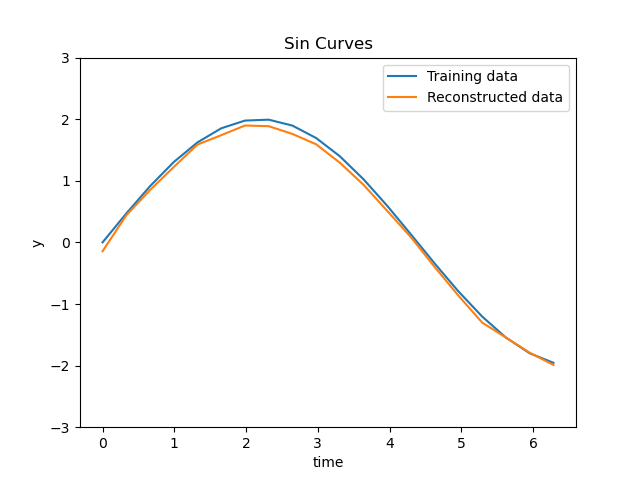 Sin Curves
Training data
Reconstructed data
3
2
1
0
−1
−2
−3
y
0 1 2 3 4 5 6
time